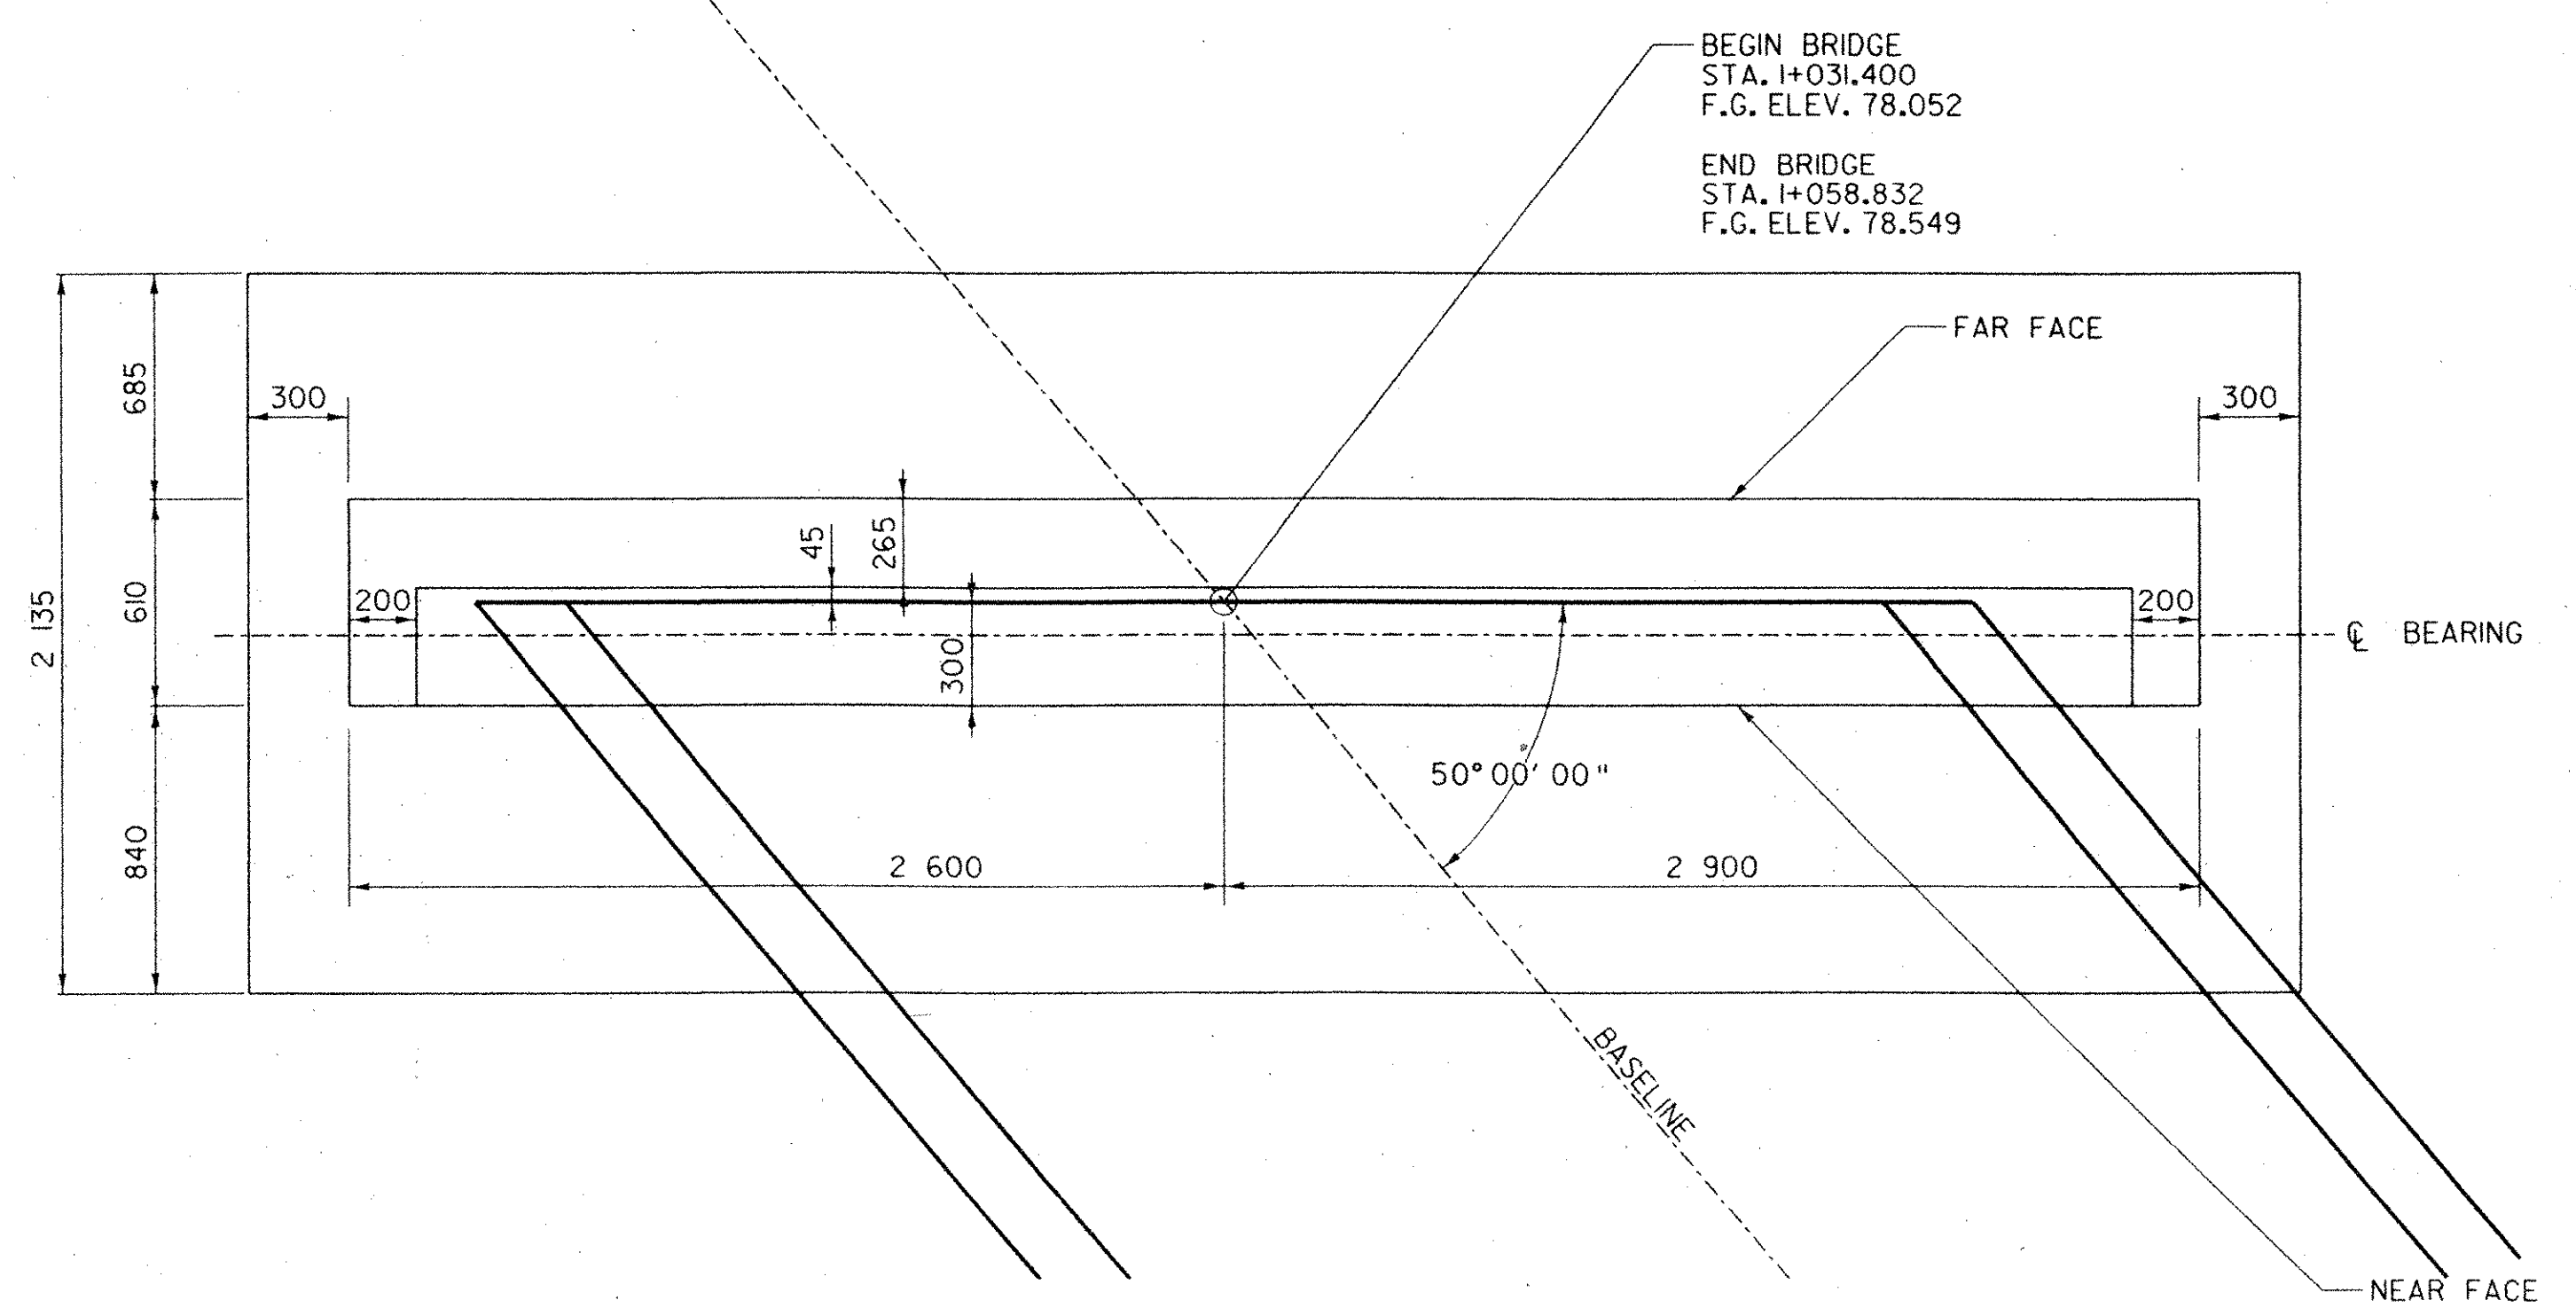 BEGIN BRIDGE
STA. 1+031.400
F.G. ELEV. 78.052
END BRIDGE
STA. 1+058.832
F.G. ELEV. 78.549
FAR FACE
685
300
300
45
265
610
2 135
200
200
300
℄ BEARING
50°00'00"
840
2 600
2 900
BASELINE
NEAR FACE